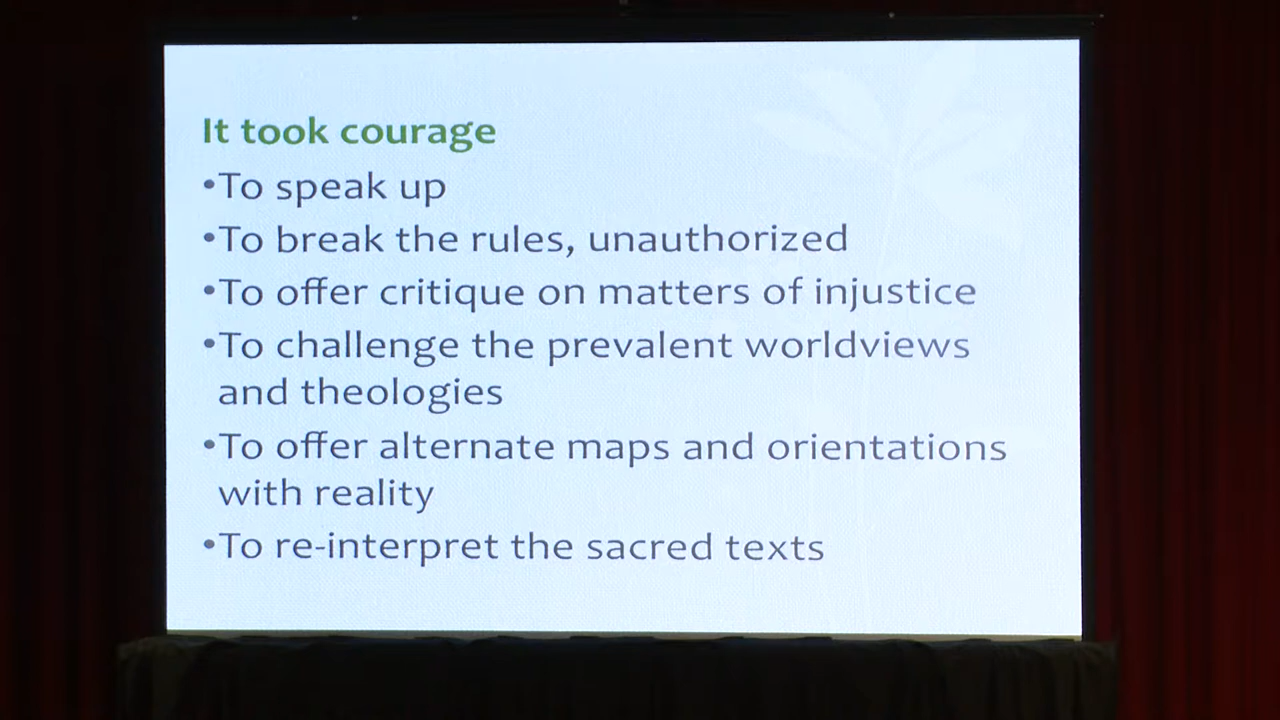 It took courage
•To speak up
•To break the rules, unauthorized
•To offer critique on matters of injustice
•To challenge the prevalent worldviews
and theologies
•To offer alternate maps and orientations
with reality
•To re-interpret the sacred texts